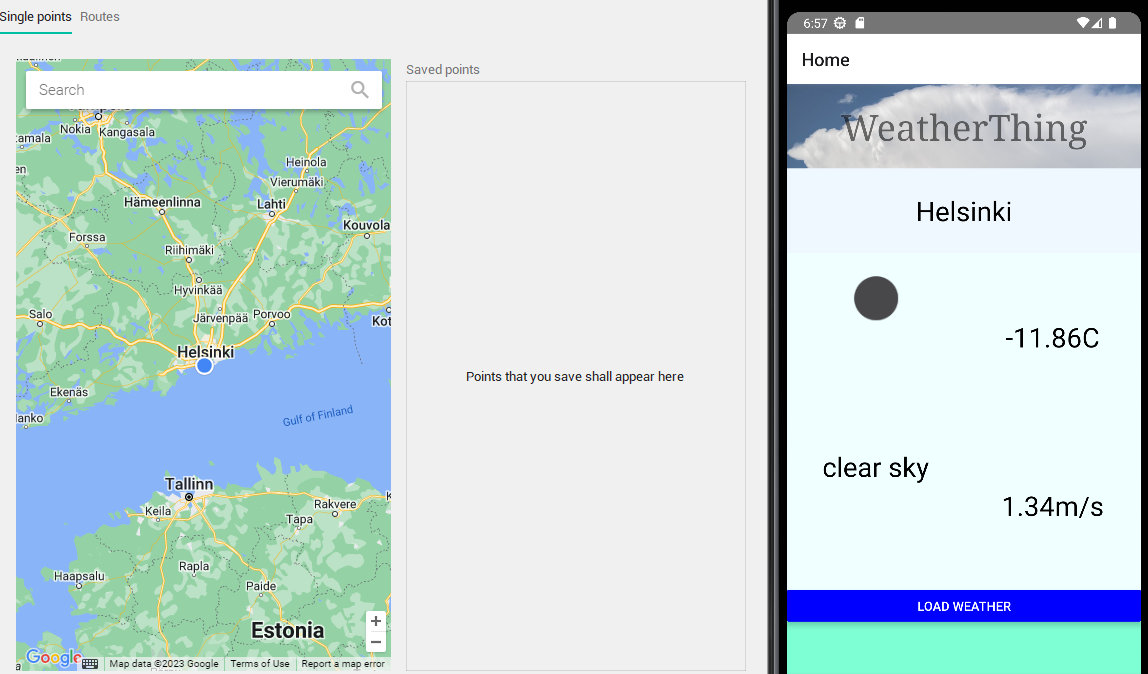 Single points Routes
Search
Nokia
Kangasala
Heinola
Vierumäki
Hämeenlinna
Lahti
Kouvola
Forssa
Riihimäki
Hyvinkää
Salo
Järvenpää
Porvoo
Kot
Helsinki
Ekenäs
anko
Gulf of Finland
Tallinn
Keila
Rakvere
Tapa
Rapla
Haapsalu
Paide
Estonia
+
−
Google
Map data ©2023 Google
Terms of Use
Report a map error
Saved points
Points that you save shall appear here
6:57
Home
WeatherThing
Helsinki
-11.86C
clear sky
1.34m/s
LOAD WEATHER